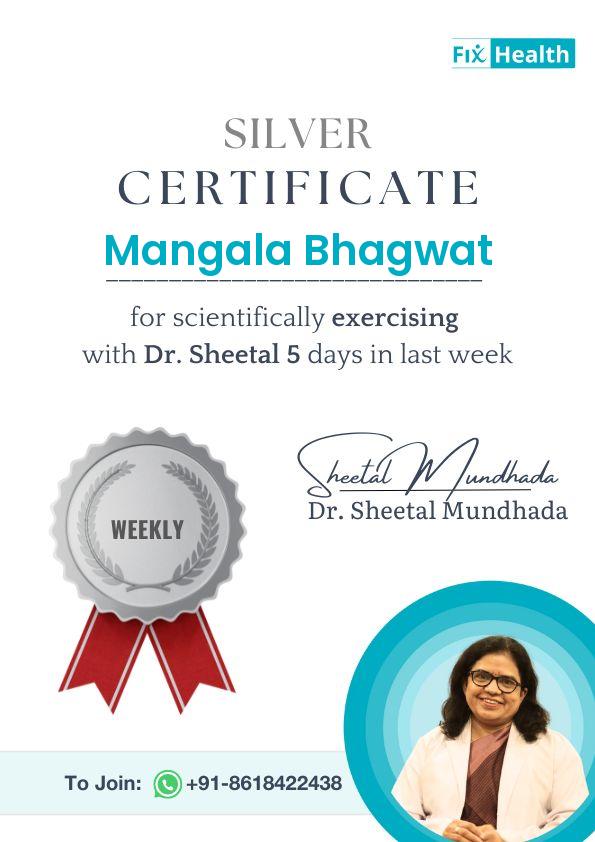 Fix Health
SILVER
CERTIFICATE
Mangala Bhagwat
for scientifically exercising
with Dr. Sheetal 5 days in last week
WEEKLY
Sheetal Mundhada
Dr. Sheetal Mundhada
To Join: +91-8618422438